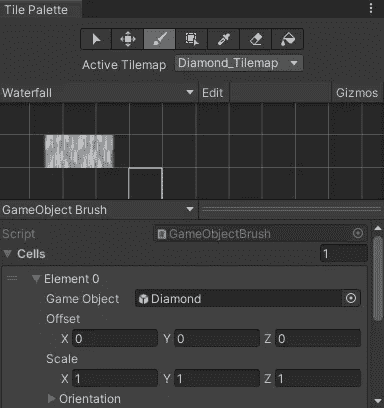 Tile Palette
Active Tilemap Diamond_Tilemap
Waterfall Edit Gizmos
GameObject Brush
Script GameObjectBrush
Cells 1
Element 0
Game Object Diamond
Offset
X 0 Y 0 Z 0
Scale
X 1 Y 1 Z 1
Orientation